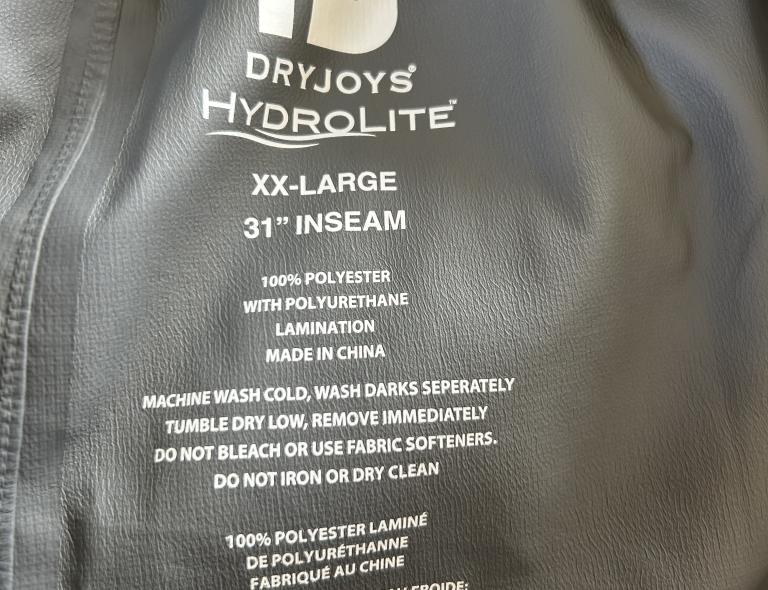 DRYJOYS®
HYDROLITE™
XX-LARGE
31” INSEAM
100% POLYESTER
WITH POLYURETHANE
LAMINATION
MADE IN CHINA
MACHINE WASH COLD, WASH DARKS SEPERATELY
TUMBLE DRY LOW, REMOVE IMMEDIATELY
DO NOT BLEACH OR USE FABRIC SOFTENERS.
DO NOT IRON OR DRY CLEAN
100% POLYESTER LAMINÉ
DE POLYURÉTHANNE
FABRIQUÉ AU CHINE
FROIDE: